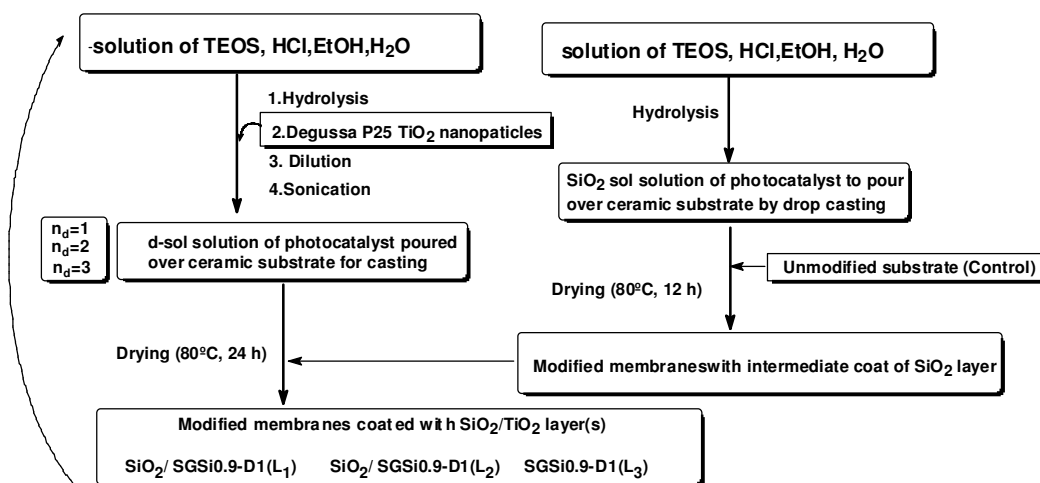 -solution of TEOS, HCl,EtOH,H2O
1.Hydrolysis
2.Degussa P25 TiO2 nanopaticles
3. Dilution
4.Sonication
nd=1
nd=2
nd=3
d-sol solution of photocatalyst poured
over ceramic substrate for casting
Drying (80ºC, 24 h)
solution of TEOS, HCl,EtOH, H2O
Hydrolysis
SiO2 sol solution of photocatalyst to pour
over ceramic substrate by drop casting
Unmodified substrate (Control)
Drying (80ºC, 12 h)
Modified membraneswith intermediate coat of SiO2 layer
Modified membranes coated with SiO2/TiO2 layer(s)
SiO2/ SGSi0.9-D1(L1) SiO2/ SGSi0.9-D1(L2) SGSi0.9-D1(L3)